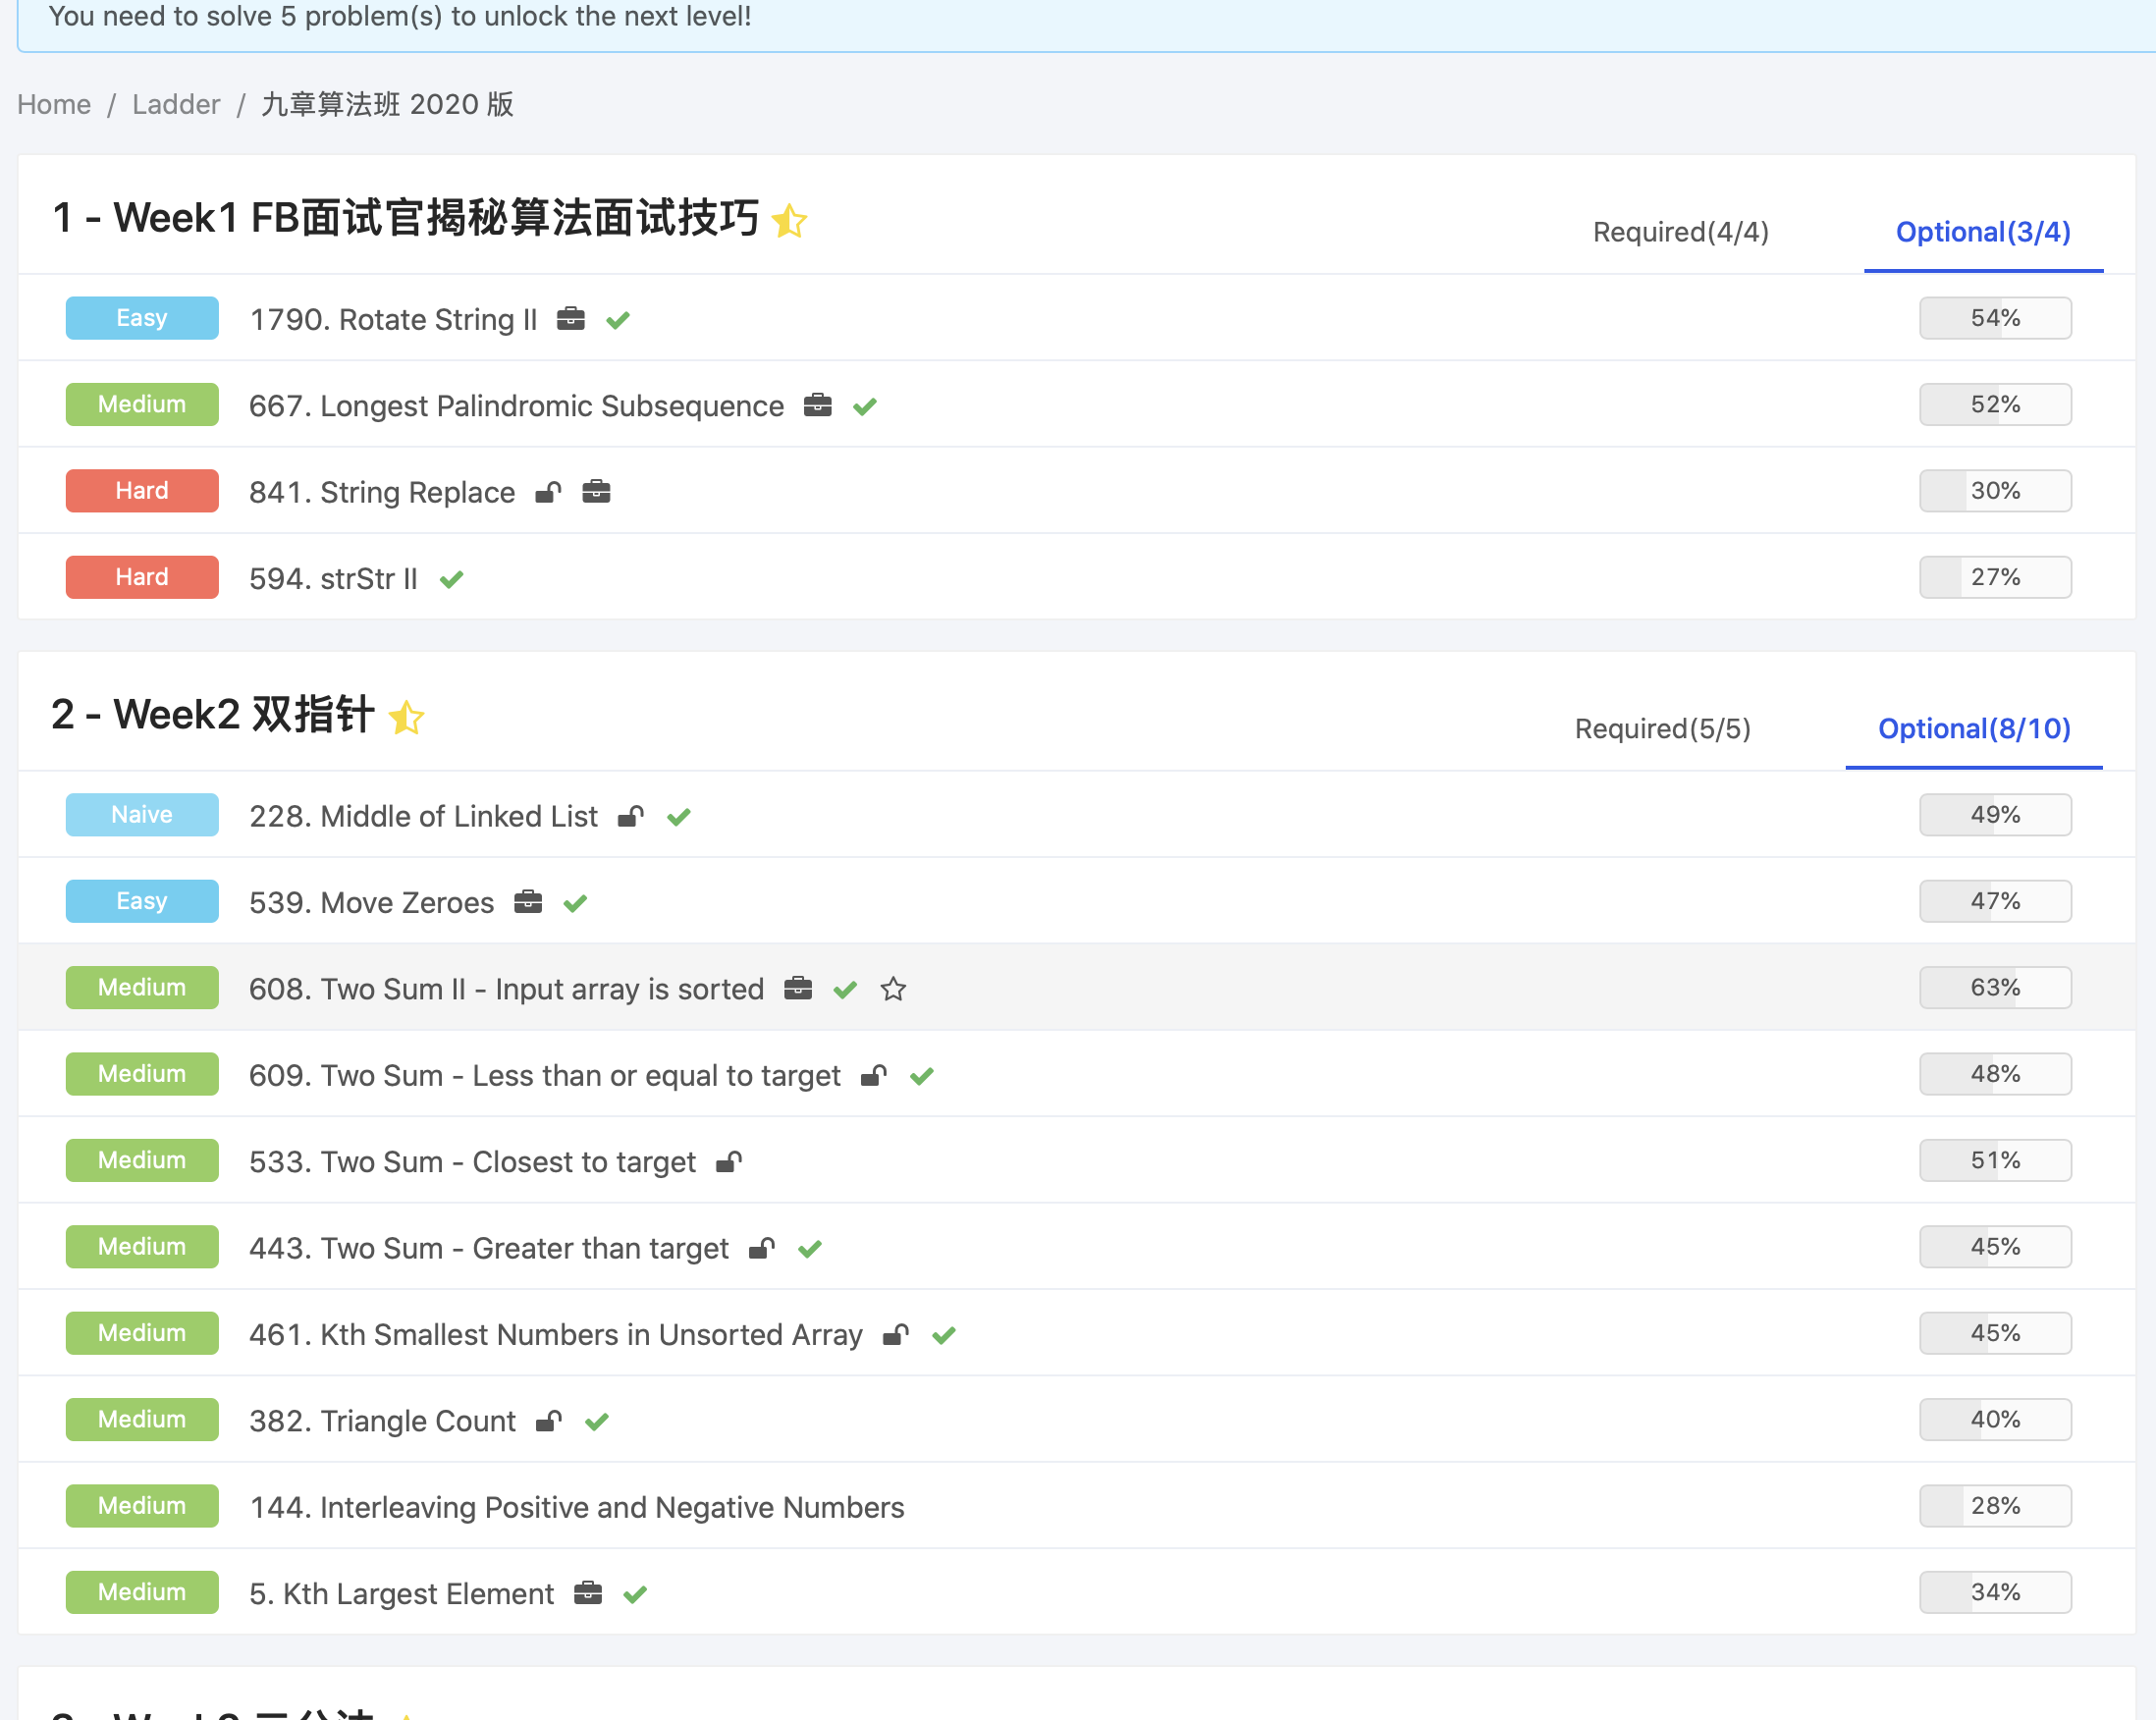 You need to solve 5 problem(s) to unlock the next level!
Home / Ladder / 九章算法班 2020 版
1 - Week1 FB面试官揭秘算法面试技巧 Required(4/4) Optional(3/4)
Easy 1790. Rotate String II 54%
Medium 667. Longest Palindromic Subsequence 52%
Hard 841. String Replace 30%
Hard 594. strStr II 27%
2 - Week2 双指针 Required(5/5) Optional(8/10)
Naive 228. Middle of Linked List 49%
Easy 539. Move Zeroes 47%
Medium 608. Two Sum II - Input array is sorted 63%
Medium 609. Two Sum - Less than or equal to target 48%
Medium 533. Two Sum - Closest to target 51%
Medium 443. Two Sum - Greater than target 45%
Medium 461. Kth Smallest Numbers in Unsorted Array 45%
Medium 382. Triangle Count 40%
Medium 144. Interleaving Positive and Negative Numbers 28%
Medium 5. Kth Largest Element 34%